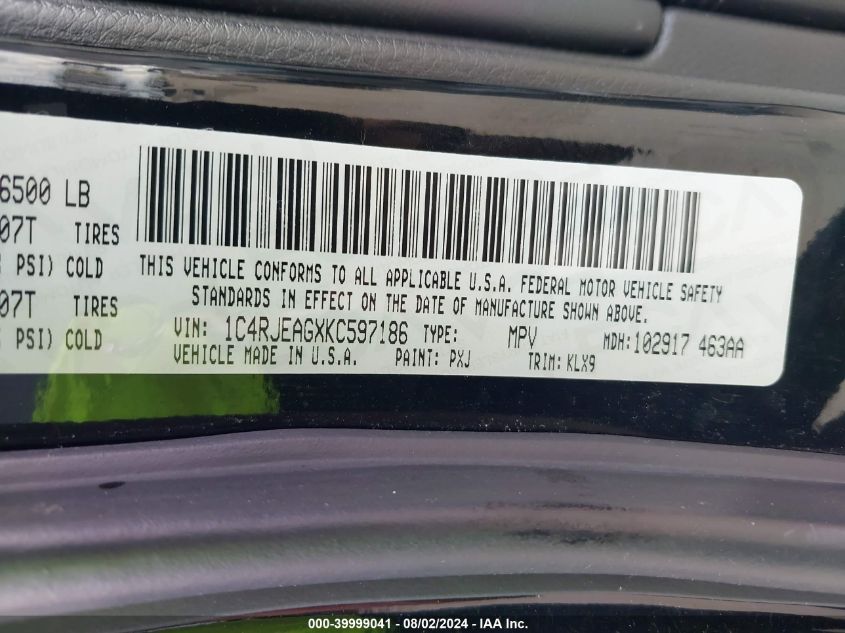 6500 LB
07T TIRES
PSI) COLD
07T TIRES
PSI) COLD
THIS VEHICLE CONFORMS TO ALL APPLICABLE U.S.A. FEDERAL MOTOR VEHICLE SAFETY
STANDARDS IN EFFECT ON THE DATE OF MANUFACTURE SHOWN ABOVE.
VIN: 1C4RJEAGXKC597186 TYPE: MPV MDH:102917 463AA
VEHICLE MADE IN U.S.A. PAINT: PXJ TRIM: KLX9
000-39999041 - 08/02/2024 - IAA Inc.